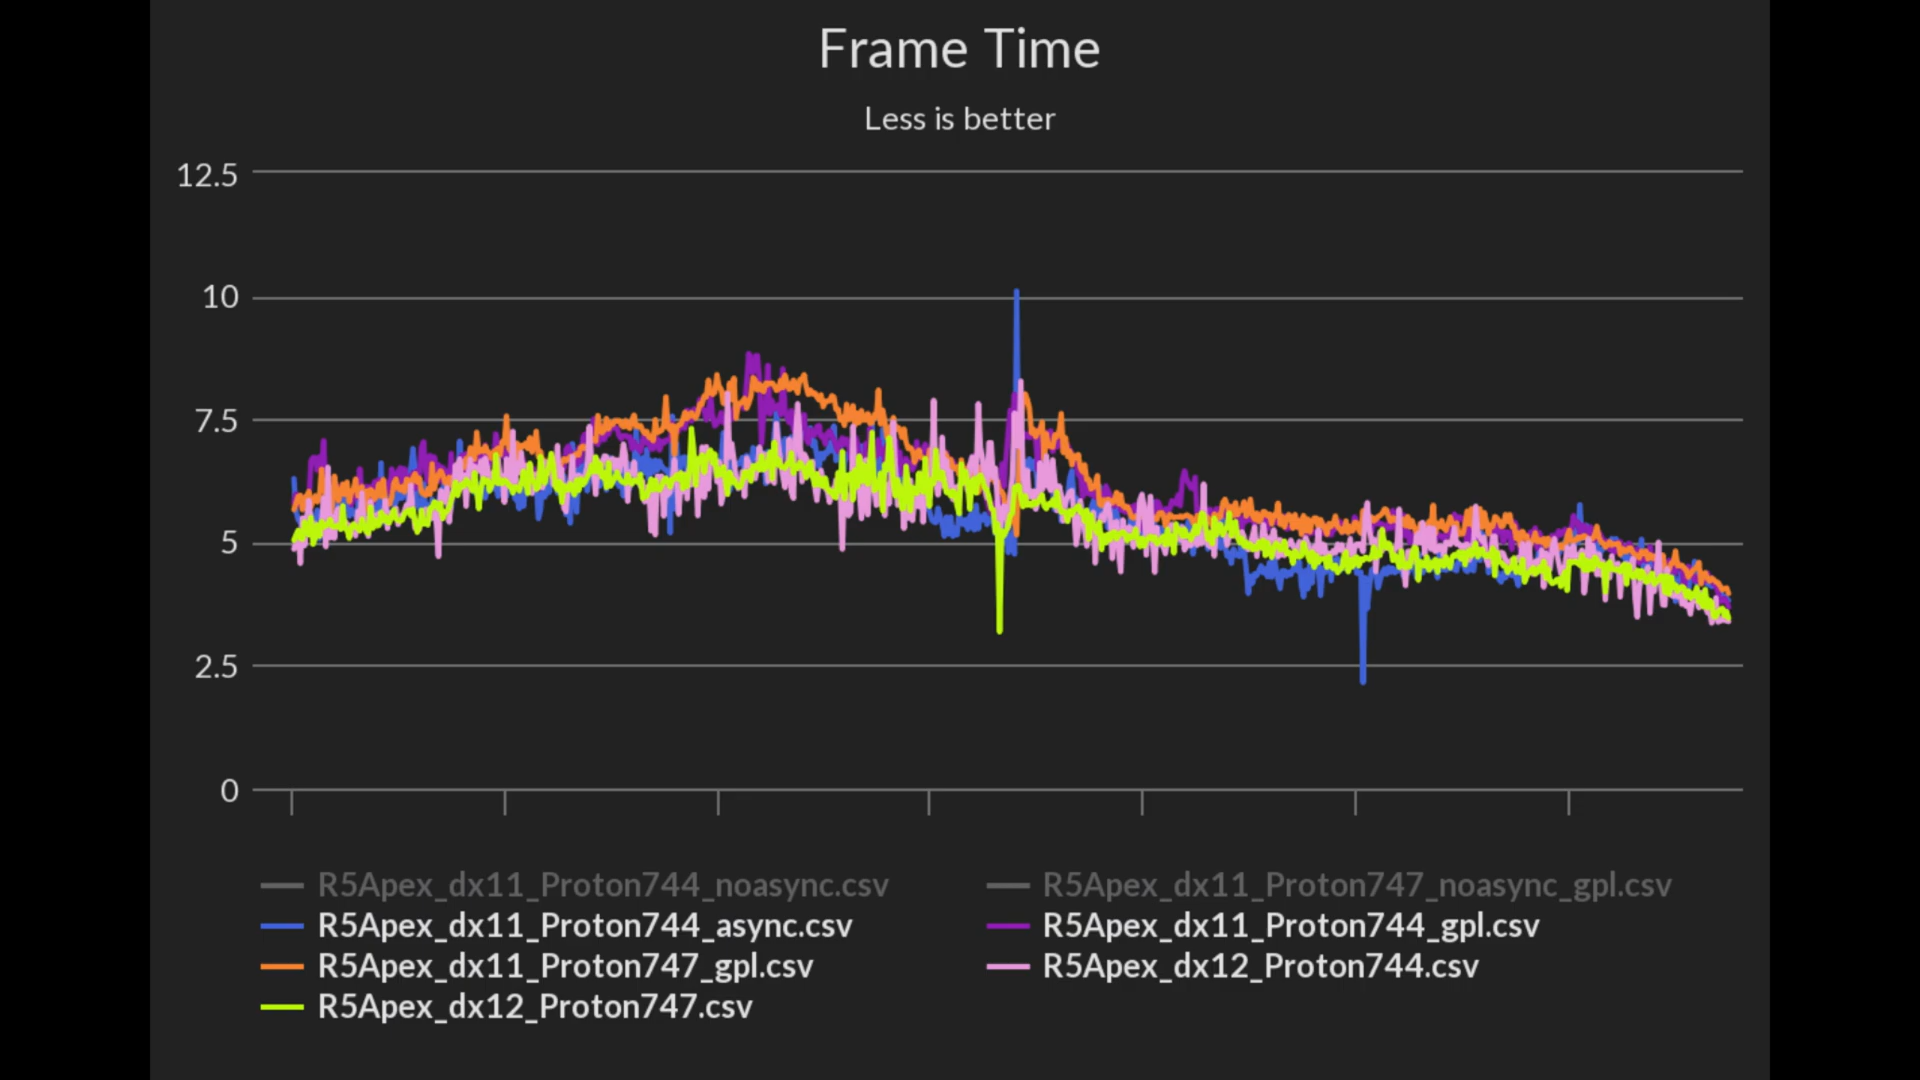 Frame Time
Less is better
12.5
10
7.5
5
2.5
0
R5Apex_dx11_Proton744_noasync.csv
R5Apex_dx11_Proton747_noasync_gpl.csv
R5Apex_dx11_Proton744_async.csv
R5Apex_dx11_Proton744_gpl.csv
R5Apex_dx11_Proton747_gpl.csv
R5Apex_dx12_Proton744.csv
R5Apex_dx12_Proton747.csv